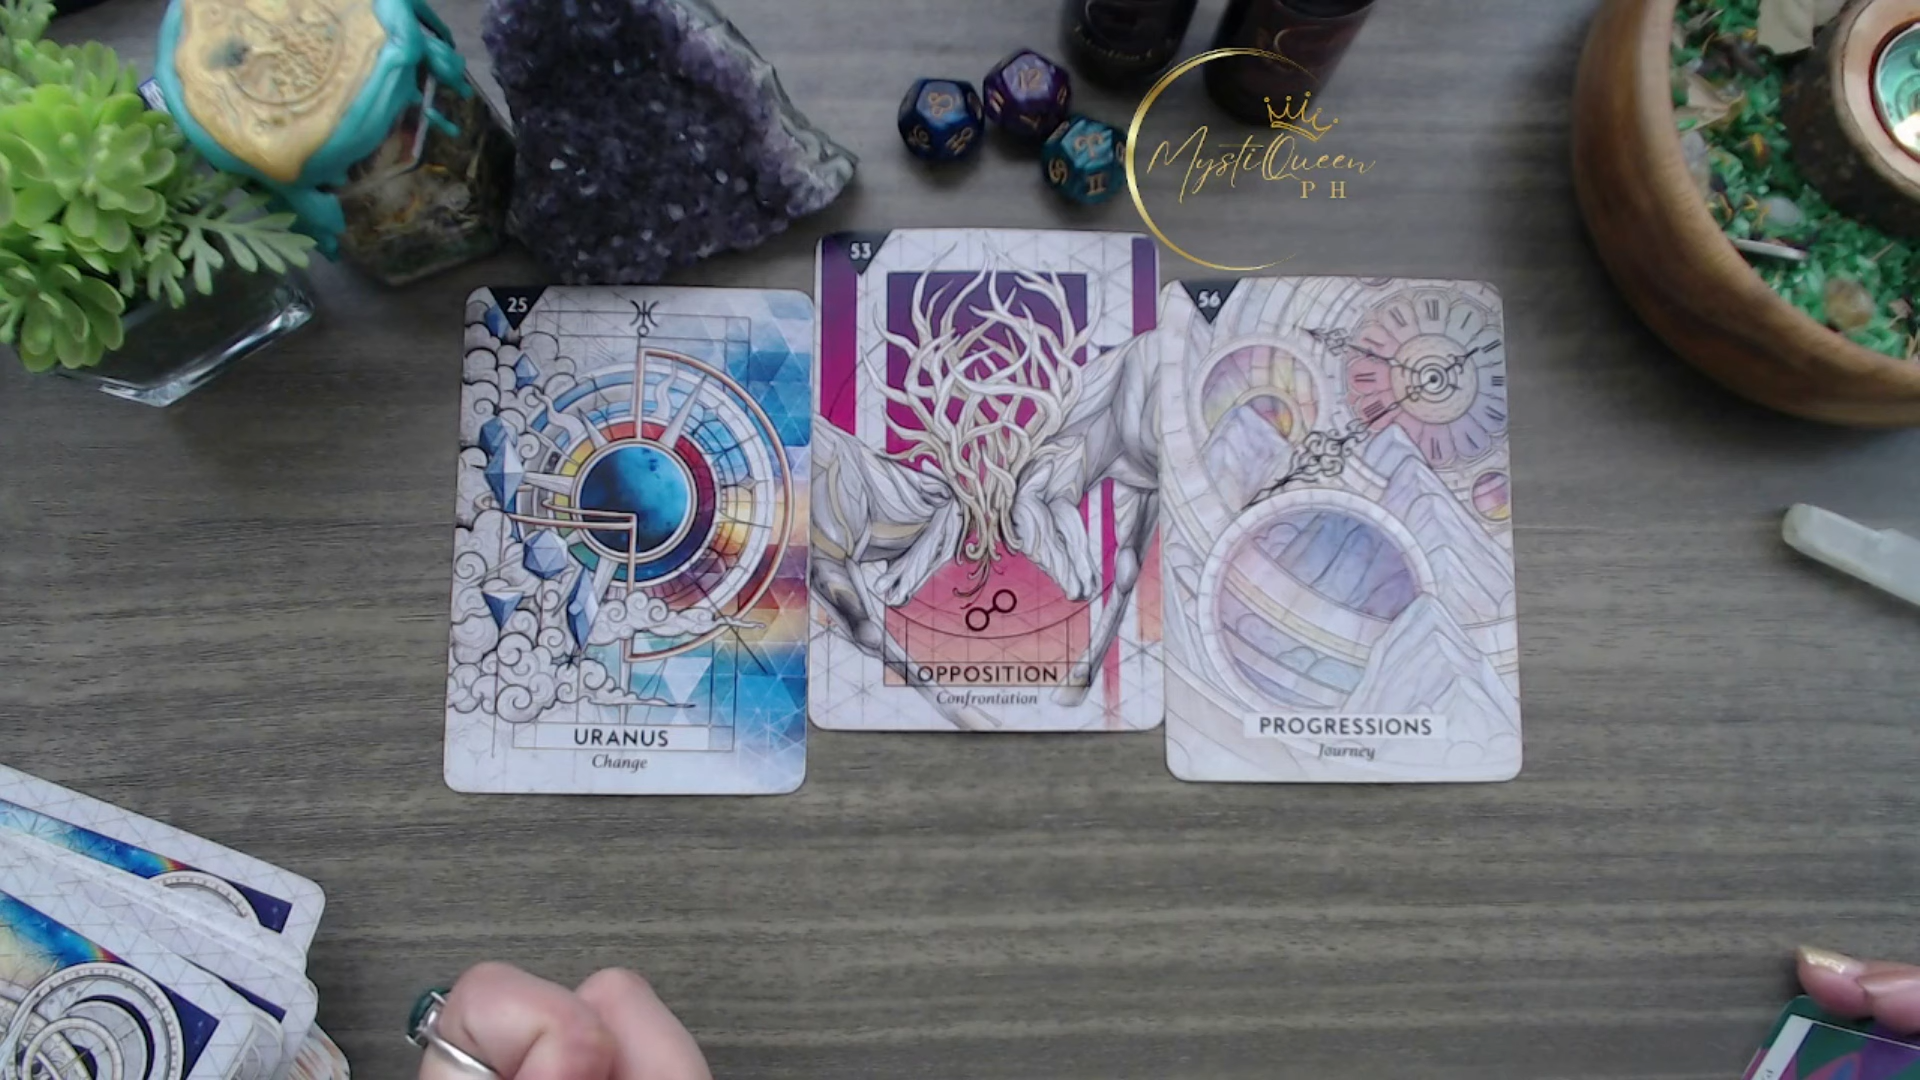 MystiQueen
PH
25
URANUS
Change
53
OPPOSITION
Confrontation
56
PROGRESSIONS
Journey